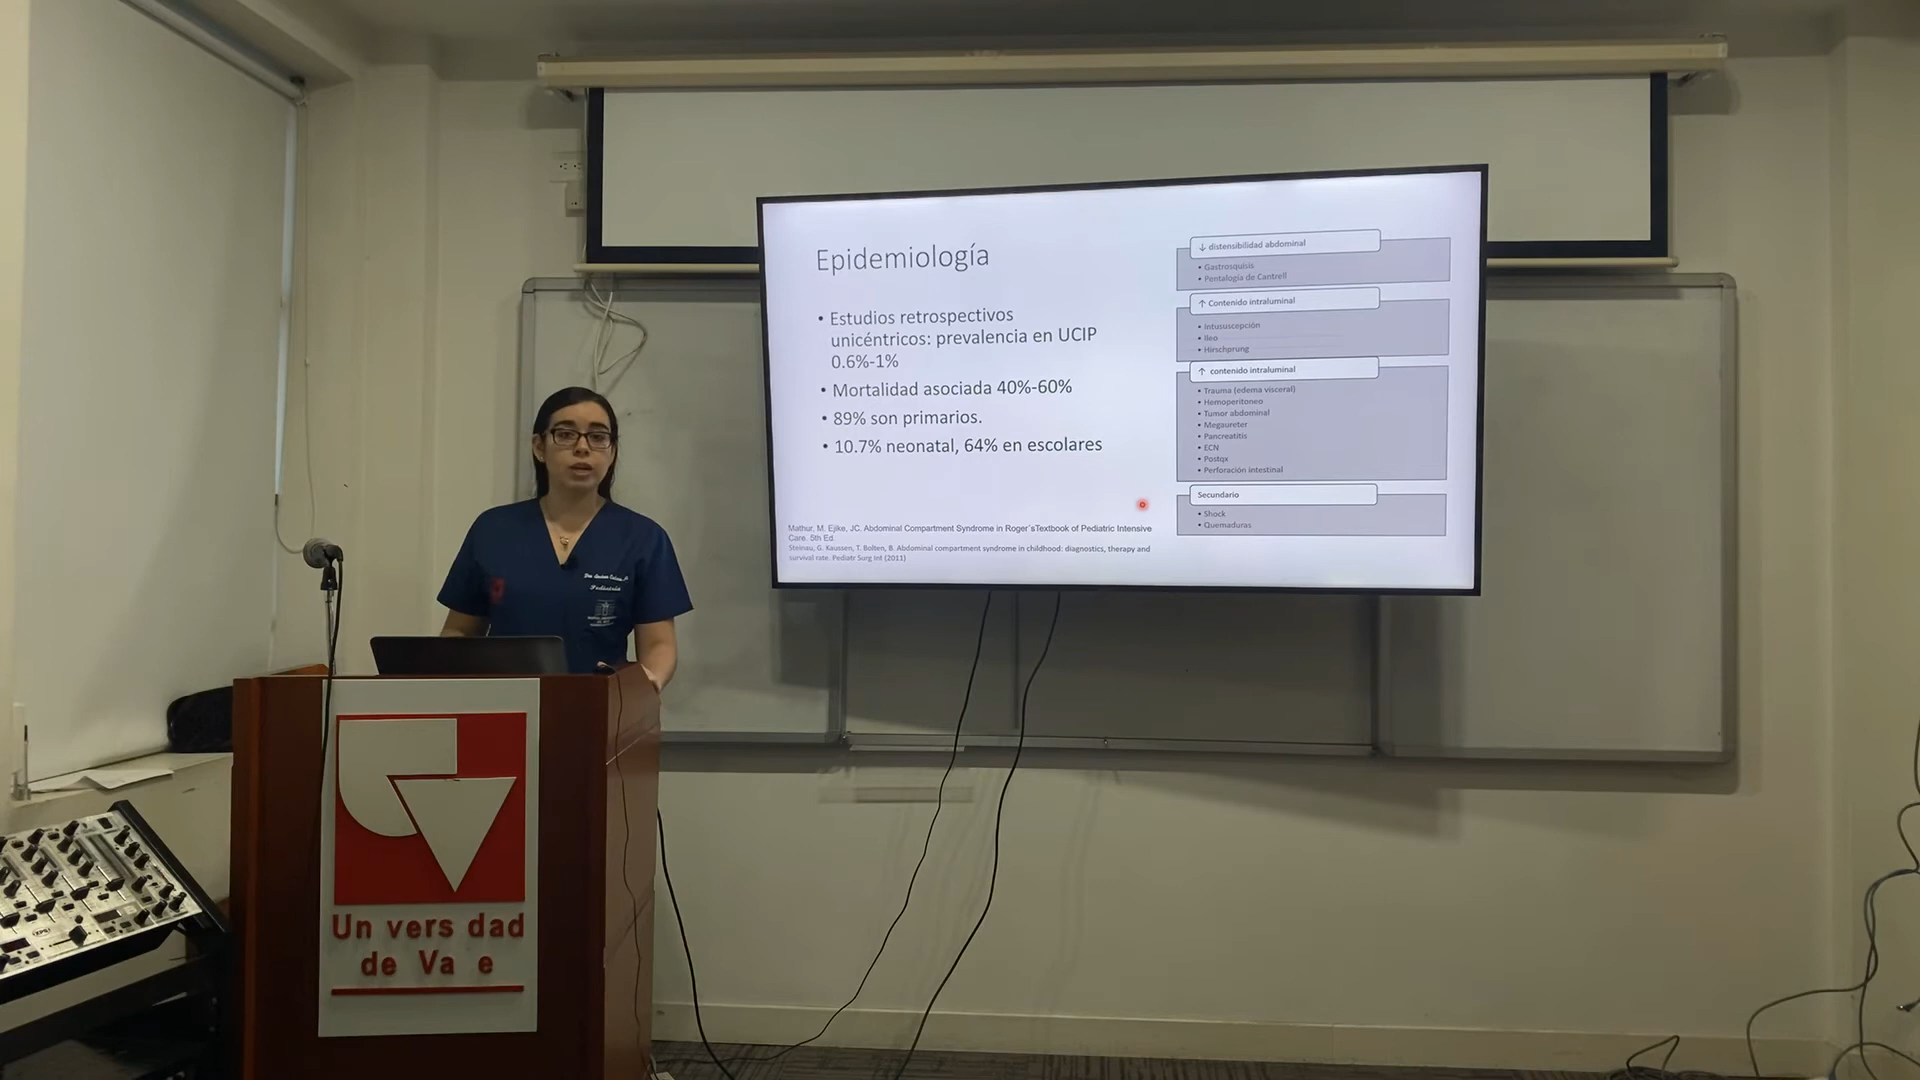 Epidemiología
• Estudios retrospectivos
unicéntricos: prevalencia en UCIP
0.6%-1%
• Mortalidad asociada 40%-60%
• 89% son primarios.
• 10.7% neonatal, 64% en escolares
Mathur, M. Ejike, JC. Abdominal Compartment Syndrome in Roger´sTextbook of Pediatric Intensive
Care. 5th Ed.
Steinau, G. Kaussen, T. Bolten, B. Abdominal compartment syndrome in childhood: diagnostics, therapy and
survival rate. Pediatr Surg Int (2011)
↓ distensibilidad abdominal
• Gastrosquisis
• Pentalogía de Cantrell
↑ Contenido intraluminal
• Intususcepción
• Ileo
• Hirschprung
↑ contenido intraluminal
• Trauma (edema visceral)
• Hemoperitoneo
• Tumor abdominal
• Megaureter
• Pancreatitis
• ECN
• Postqx
• Perforación intestinal
Secundario
• Shock
• Quemaduras
Pediatría
Un vers dad
de Va e